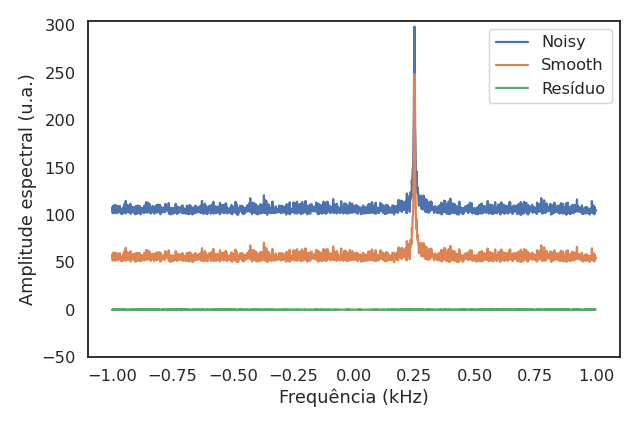 300
250
200
150
100
50
0
−50
Amplitude espectral (u.a.)
Noisy
Smooth
Resíduo
−1.00 −0.75 −0.50 −0.25 0.00 0.25 0.50 0.75 1.00
Frequência (kHz)